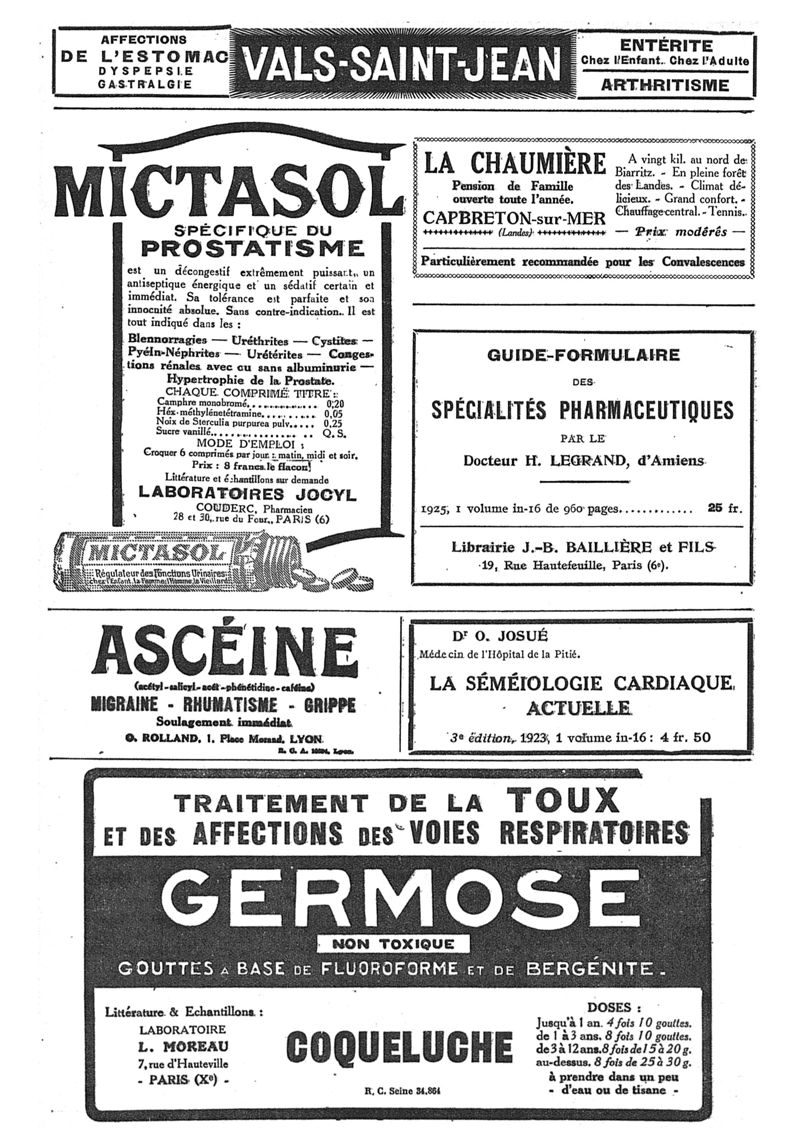 AFFECTIONS
DE L'ESTOMAC
DYSPEPSIE
GASTRALGIE
VALS-SAINT-JEAN
ENTÉRITE
Chez l'Enfant.. Chez l'Adulte
ARTHRITISME
MICTASOL
SPÉCIFIQUE DU
PROSTATISME
est un décongestif extrêmement puissant,, un
antiseptique énergique et un sédatif certain et
immédiat. Sa tolérance est parfaite et son
innocuité absolue. Sans contre-indication.. Il est
tout indiqué dans les :
Blennorragies — Uréthrites — Cystites —
Pyéln-Néphrites — Urétérites — Conges-
tions rénales avec cu sans albuminurie —
Hypertrophie de la Prostate.
CHAQUE COMPRIMÉ TITRE :
Camphre monobromé.............. 0;20
Héx-méthylènetétramine.......... 0,05
Noix de Sterculia purpurea pulv..... 0,25
Sucre vanillé.................. Q.S.
MODE D'EMPLOI :
Croquer 6 comprimés par jour : matin, midi et soir.
Prix : 8 francs le flacon!
Littérature et échantillons sur demande
LABORATOIRES JOCYL
COUDERC, Pharmacien
28 et 30,. rue du Four., PARIS (6)
MICTASOL
Régulateur des Fonctions Urinaires
chez l'Enfant, la Femme, l'Homme, le Vieillard
LA CHAUMIÈRE
Pension de Famille
ouverte toute l'année.
CAPBRETON-sur-MER
(Landes)
A vingt kil. au nord de
Biarritz. - En pleine forêt
des Landes. - Climat dé-
licieux. - Grand confort. -
Chauffage central. - Tennis.
— Prix modérés —
Particulièrement recommandée pour les Convalescences
GUIDE-FORMULAIRE
DES
SPÉCIALITÉS PHARMACEUTIQUES
PAR LE
Docteur H. LEGRAND, d'Amiens
1925, 1 volume in-16 de 960 pages............ 25 fr.
Librairie J.-B. BAILLIÈRE et FILS
19, Rue Hautefeuille, Paris (6e).
ASCÉINE
(acétyl-salicyl-acét-phénétidine-caféine)
MIGRAINE - RHUMATISME - GRIPPE
Soulagement immédiat
O. ROLLAND, 1, Place Morand, LYON
R. C. A. Lyon.
Dr O. JOSUÉ
Médecin de l'Hôpital de la Pitié.
LA SÉMÉIOLOGIE CARDIAQUE
ACTUELLE
3e édition, 1923, 1 volume in-16 : 4 fr. 50
TRAITEMENT DE LA TOUX
ET DES AFFECTIONS DES VOIES RESPIRATOIRES
GERMOSE
NON TOXIQUE
GOUTTES A BASE DE FLUOROFORME ET DE BERGÉNITE.
Littérature & Echantillons :
LABORATOIRE
L. MOREAU
7, rue d'Hauteville
- PARIS (Xe) -
COQUELUCHE
R. C. Seine 34.864
DOSES :
Jusqu'à 1 an. 4 fois 10 gouttes.
de 1 à 3 ans. 8 fois 10 gouttes.
de 3 à 12 ans. 8 fois de 15 à 20 g.
au-dessus. 8 fois de 25 à 30 g.
à prendre dans un peu
- d'eau ou de tisane -